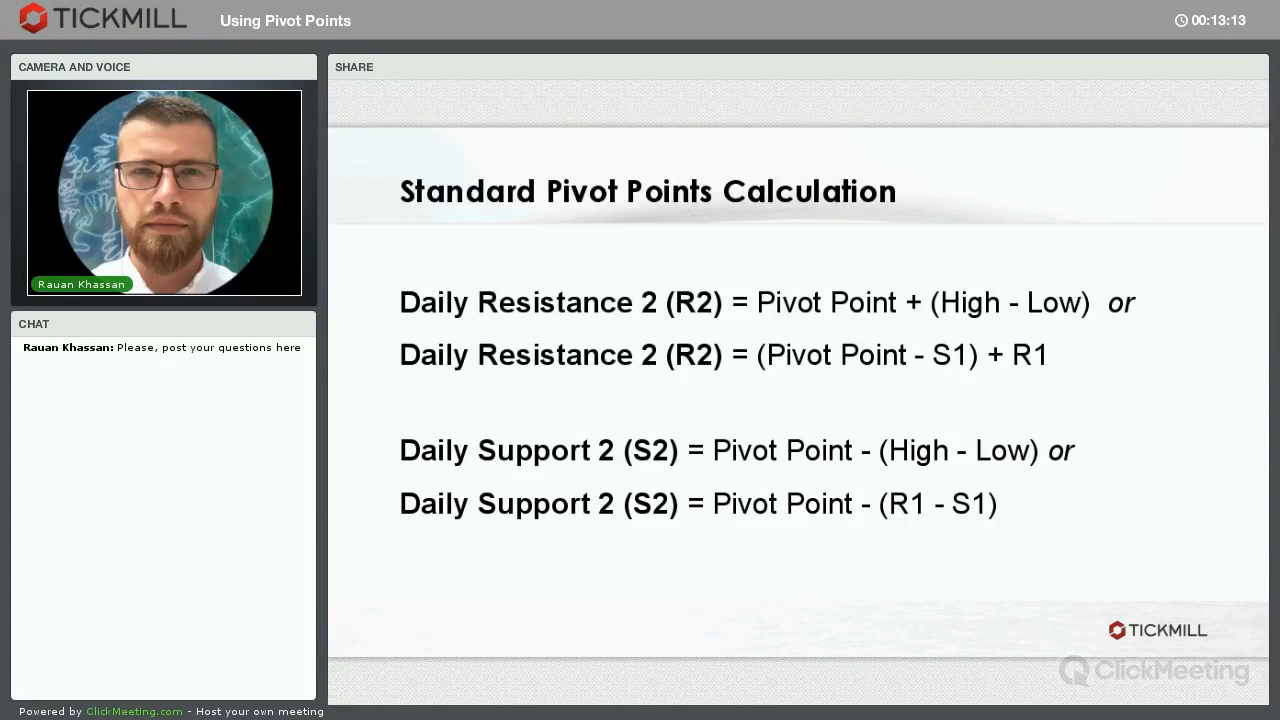 TICKMILL
Using Pivot Points
00:13:13
CAMERA AND VOICE
Rauan Khassan
CHAT
Rauan Khassan: Please, post your questions here
SHARE
Standard Pivot Points Calculation
Daily Resistance 2 (R2) = Pivot Point + (High - Low) or
Daily Resistance 2 (R2) = (Pivot Point - S1) + R1
Daily Support 2 (S2) = Pivot Point - (High - Low) or
Daily Support 2 (S2) = Pivot Point - (R1 - S1)
TICKMILL
ClickMeeting
Powered by ClickMeeting.com - Host your own meeting